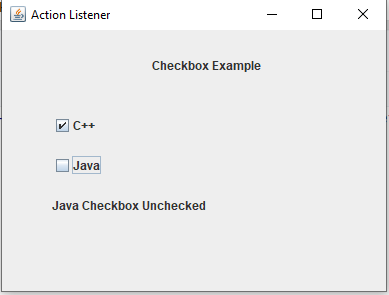 Action Listener
Checkbox Example
C++
Java
Java Checkbox Unchecked